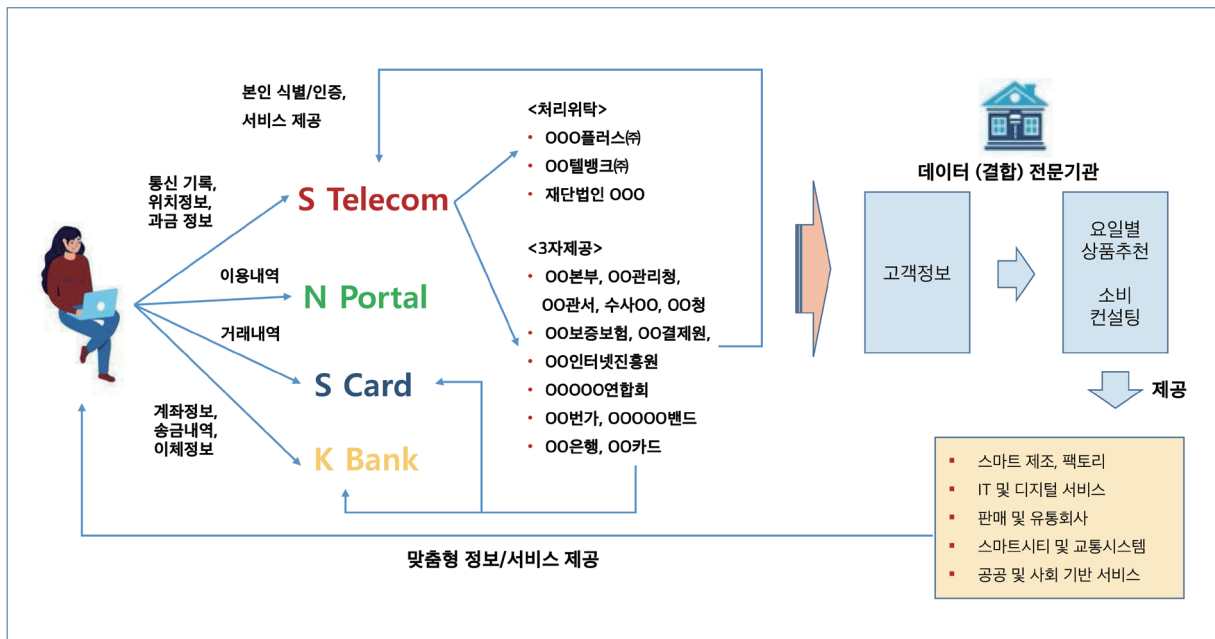 본인 식별/인증,
서비스 제공
통신 기록,
위치정보,
과금 정보
이용내역
거래내역
계좌정보,
송금내역,
이체정보
S Telecom
N Portal
S Card
K Bank
<처리위탁>
• OOO플러스㈜
• OO텔뱅크㈜
• 재단법인 OOO
<3자제공>
• OO본부, OO관리청,
OO관서, 수사OO, OO청
• OO보증보험, OO결제원,
• OO인터넷진흥원
• OOOOO연합회
• OO번가, OOOOO밴드
• OO은행, OO카드
데이터 (결합) 전문기관
고객정보
요일별
상품추천
소비
컨설팅
제공
▪ 스마트 제조, 팩토리
▪ IT 및 디지털 서비스
▪ 판매 및 유통회사
▪ 스마트시티 및 교통시스템
▪ 공공 및 사회 기반 서비스
맞춤형 정보/서비스 제공